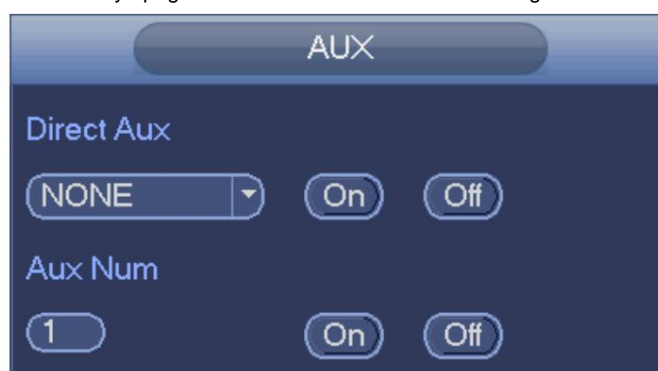 AUX
Direct Aux
NONE On Off
Aux Num
1 On Off